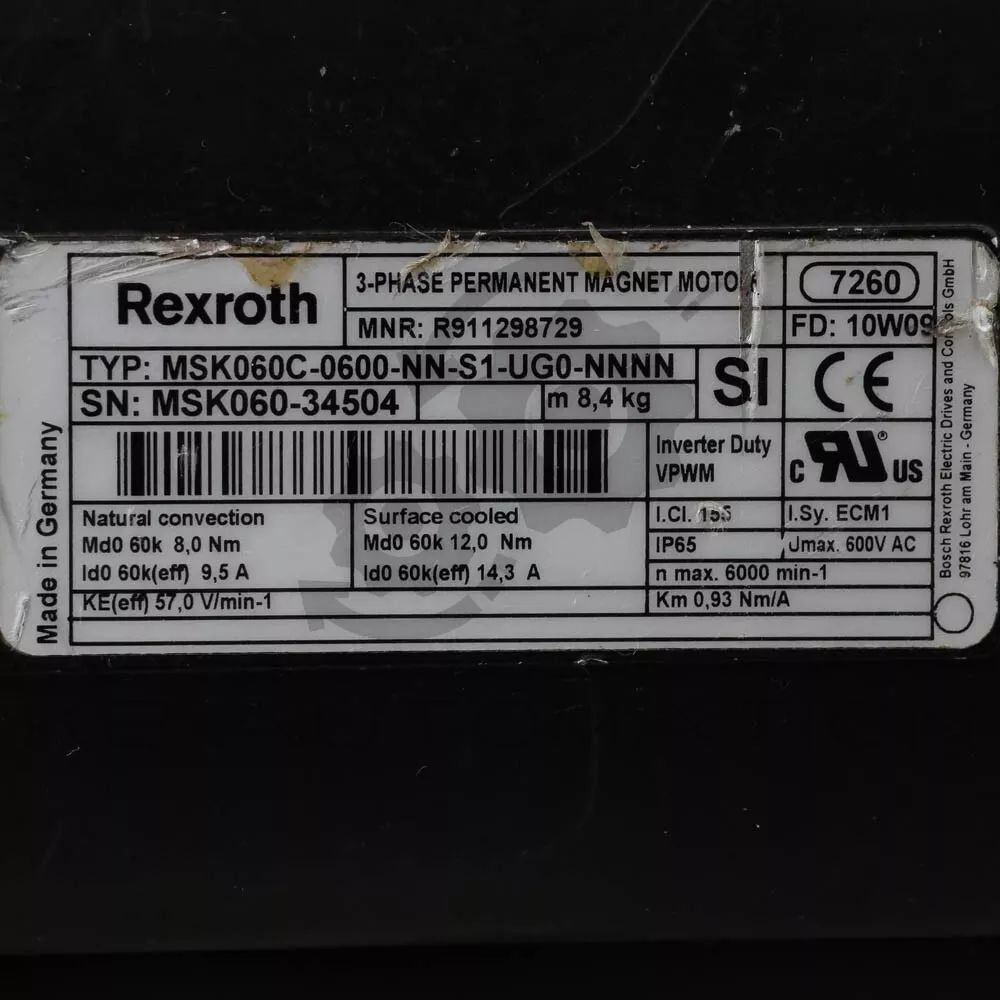 Rexroth
3-PHASE PERMANENT MAGNET MOTOR
7260
MNR: R911298729
FD: 10W09
TYP: MSK060C-0600-NN-S1-UG0-NNNN
SI
CE
SN: MSK060-34504
m 8,4 kg
Inverter Duty
VPWM
C RU® US
Natural convection
Md0 60k 8,0 Nm
Id0 60k(eff) 9,5 A
Surface cooled
Md0 60k 12,0 Nm
Id0 60k(eff) 14,3 A
I.Cl. 155
I.Sy. ECM1
IP65
Umax. 600V AC
n max. 6000 min-1
KE(eff) 57,0 V/min-1
Km 0,93 Nm/A
Made in Germany
Bosch Rexroth Electric Drives and Controls GmbH
97816 Lohr am Main - Germany